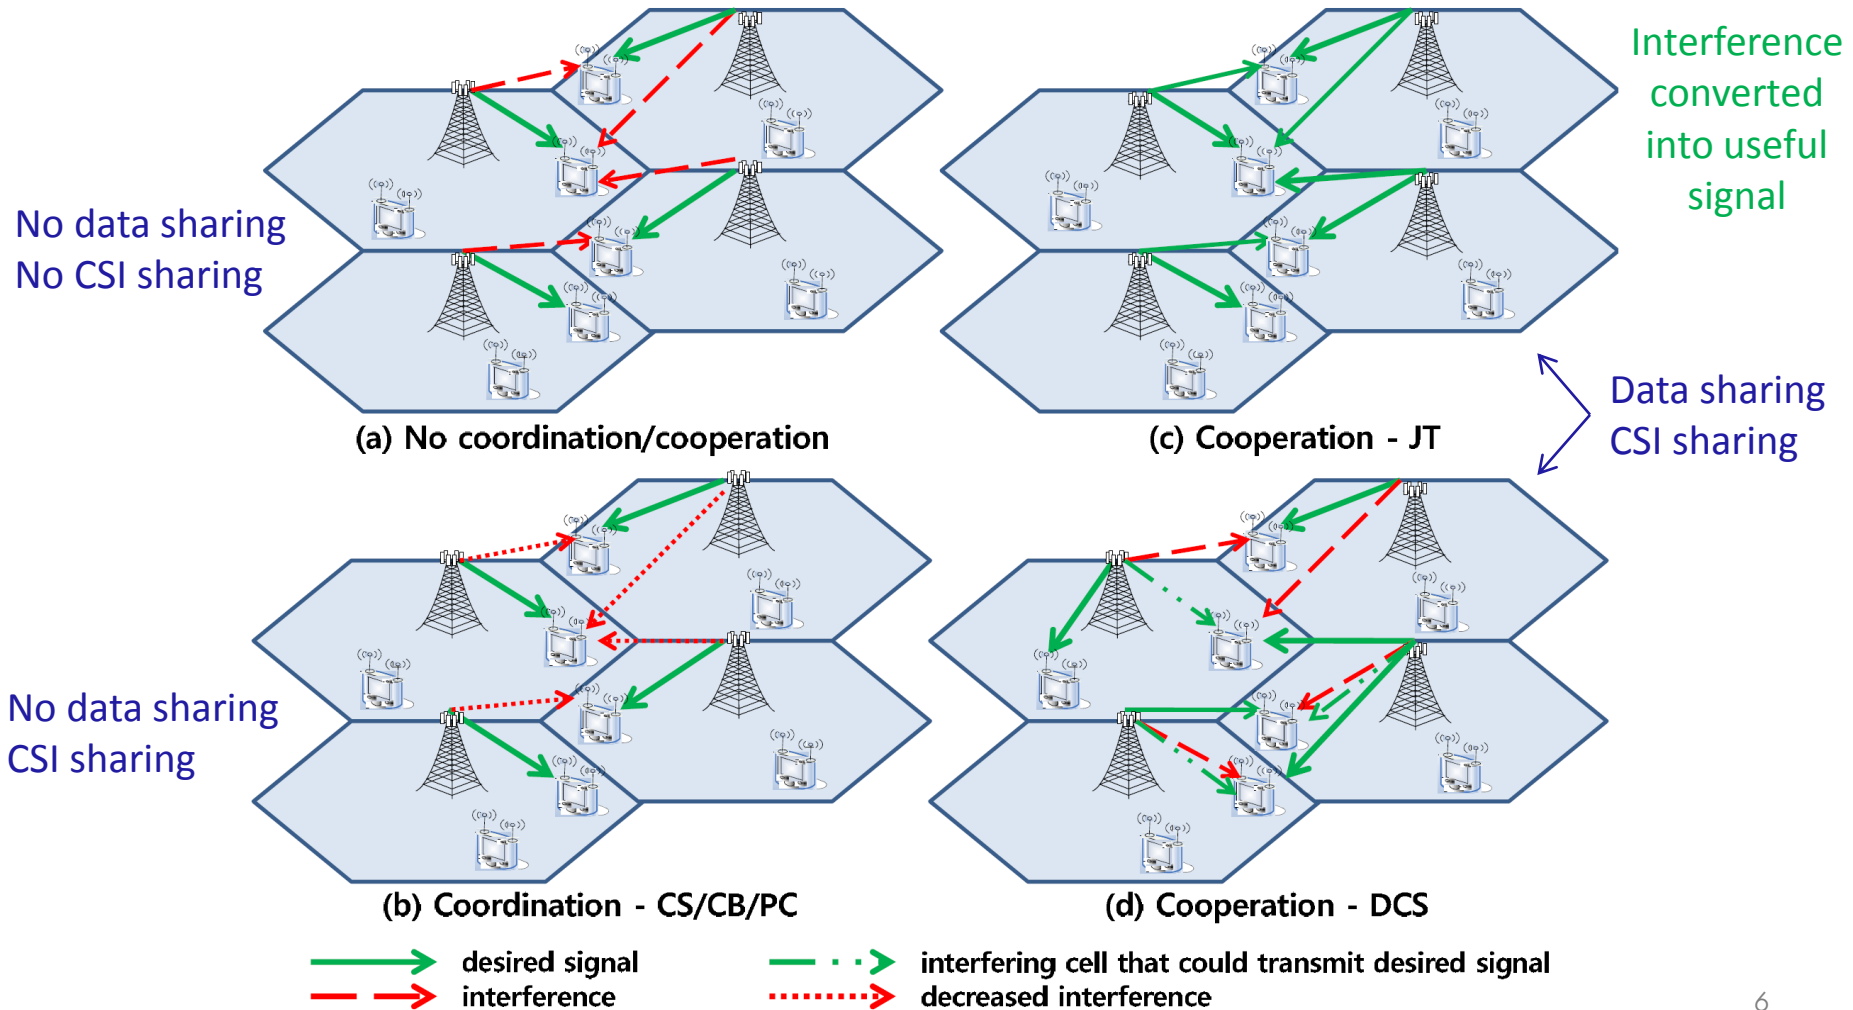 Interference
converted
into useful
signal
No data sharing
No CSI sharing
Data sharing
CSI sharing
(a) No coordination/cooperation
(c) Cooperation - JT
No data sharing
CSI sharing
(b) Coordination - CS/CB/PC
(d) Cooperation - DCS
desired signal
interfering cell that could transmit desired signal
interference
decreased interference
6